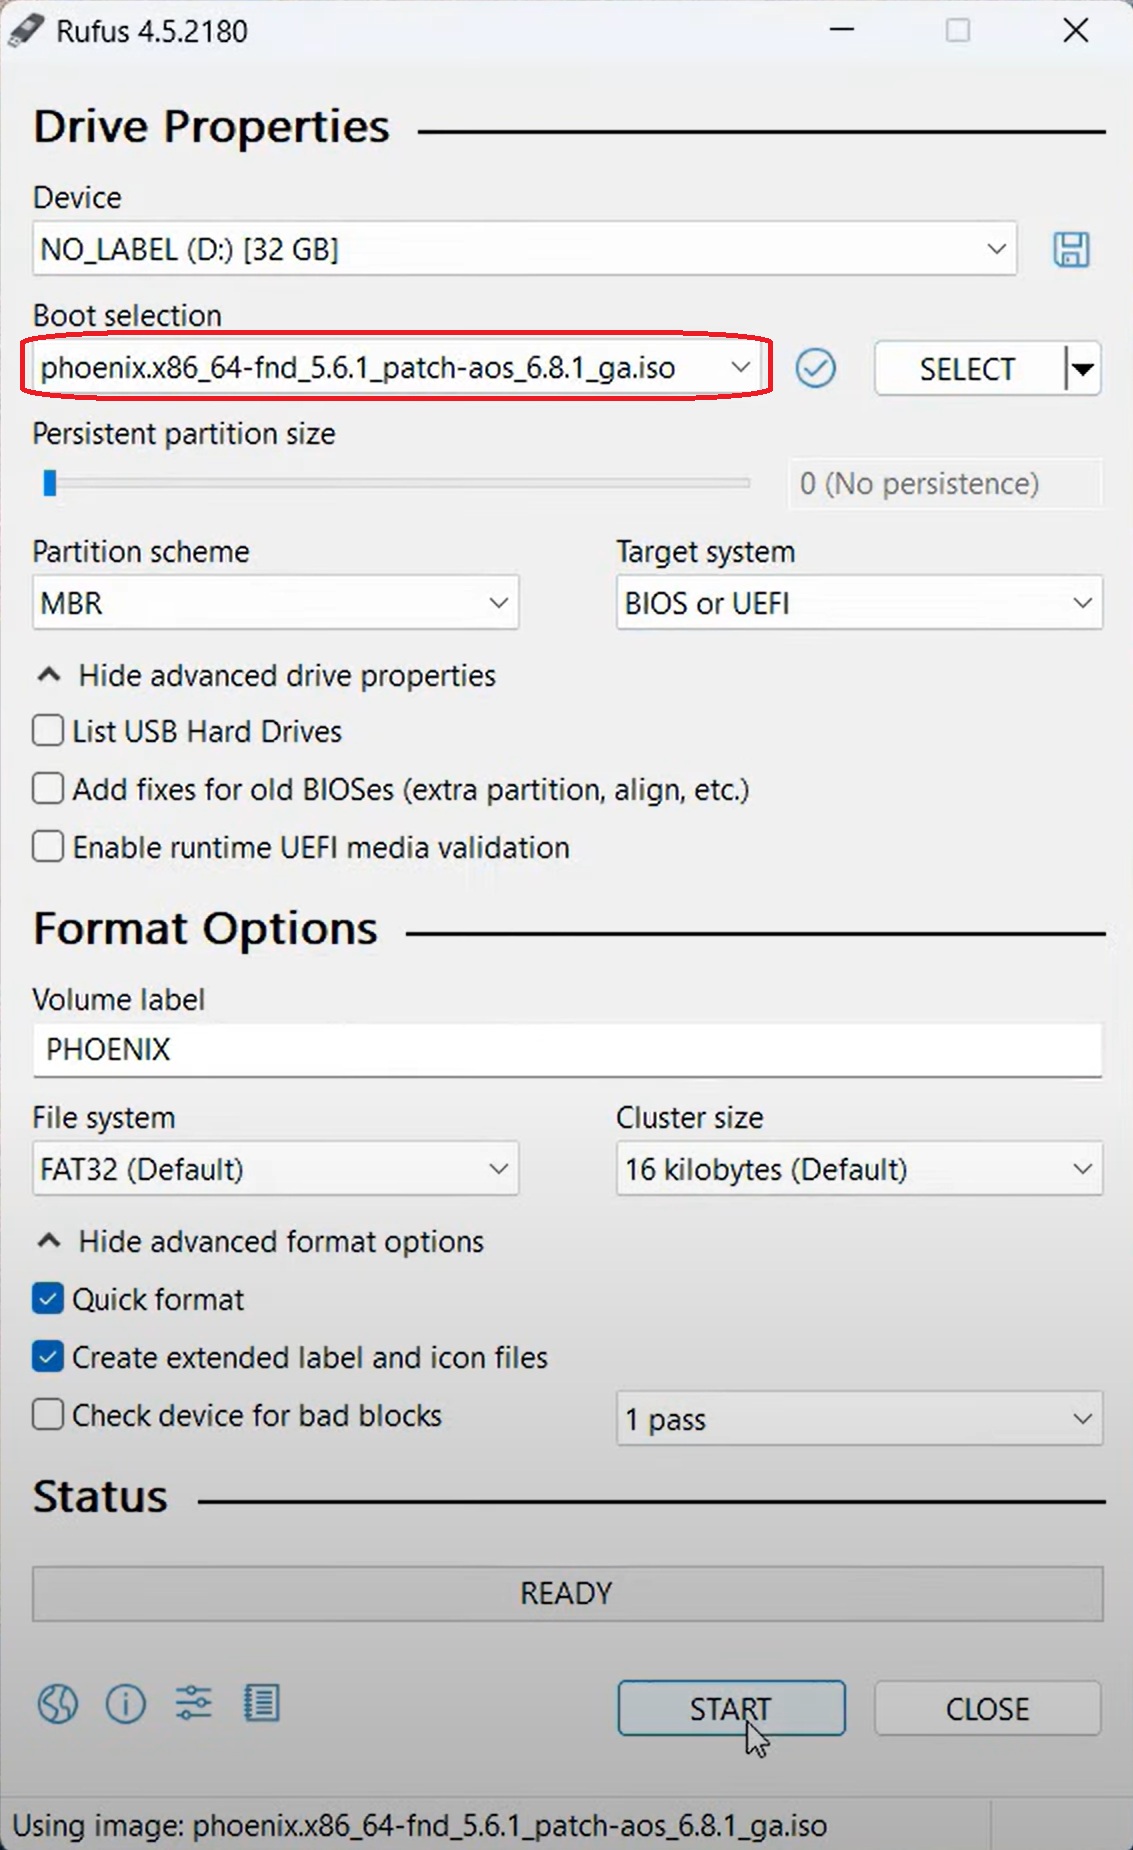 Rufus 4.5.2180
Drive Properties
Device
NO_LABEL (D:) [32 GB]
Boot selection
phoenix.x86_64-fnd_5.6.1_patch-aos_6.8.1_ga.iso
SELECT
Persistent partition size
0 (No persistence)
Partition scheme
Target system
MBR
BIOS or UEFI
Hide advanced drive properties
List USB Hard Drives
Add fixes for old BIOSes (extra partition, align, etc.)
Enable runtime UEFI media validation
Format Options
Volume label
PHOENIX
File system
Cluster size
FAT32 (Default)
16 kilobytes (Default)
Hide advanced format options
Quick format
Create extended label and icon files
Check device for bad blocks
1 pass
Status
READY
START
CLOSE
Using image: phoenix.x86_64-fnd_5.6.1_patch-aos_6.8.1_ga.iso